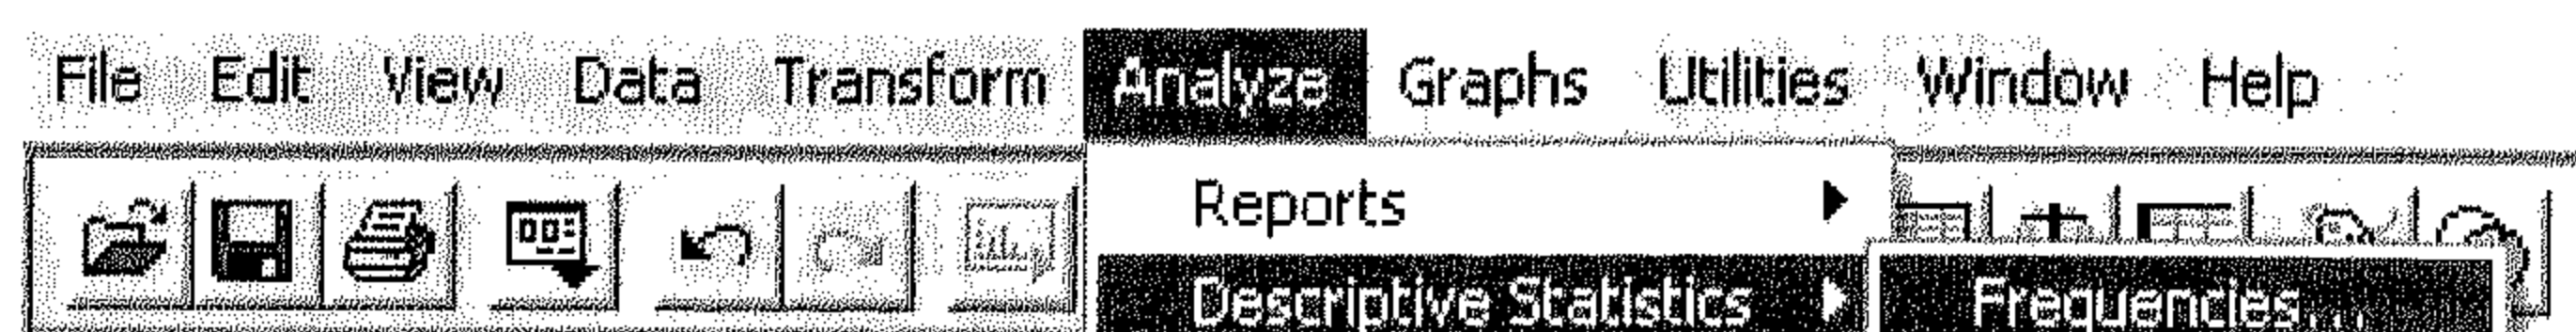 File Edit View Data Transform Analyze Graphs Utilities Window Help
Reports
Descriptive Statistics Frequencies